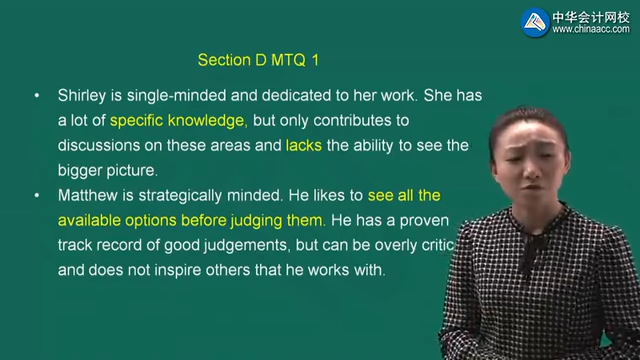 中华会计网校
www.chinaacc.com
Section D MTQ 1
• Shirley is single-minded and dedicated to her work. She has
a lot of specific knowledge, but only contributes to
discussions on these areas and lacks the ability to see the
bigger picture.
• Matthew is strategically minded. He likes to see all the
available options before judging them. He has a proven
track record of good judgements, but can be overly critic
and does not inspire others that he works with.